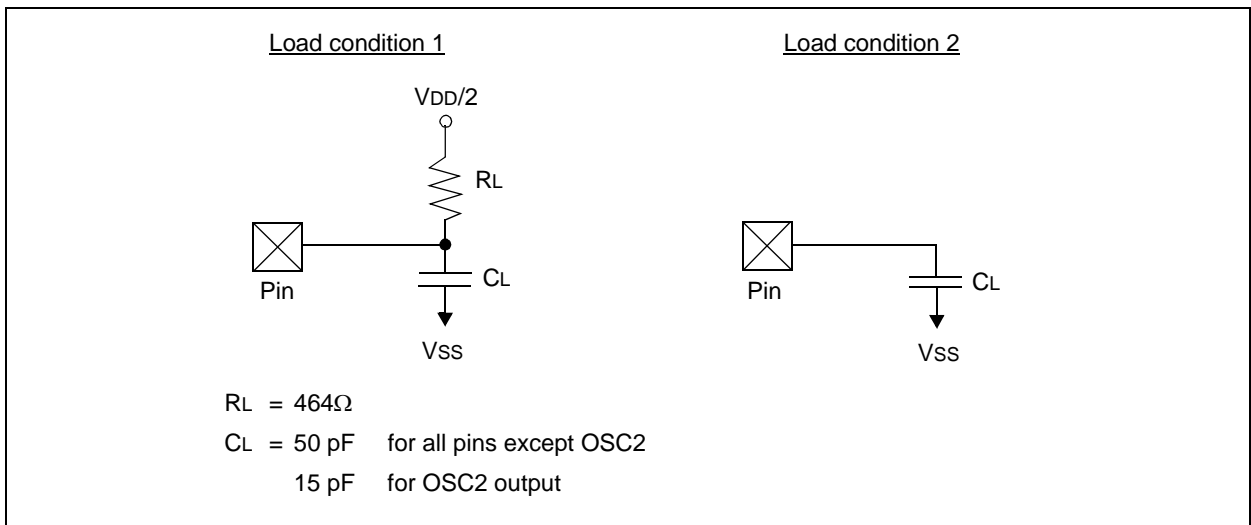 Load condition 1
Load condition 2
VDD/2
RL
Pin
CL
VSS
Pin
CL
VSS
RL = 464Ω
CL = 50 pF for all pins except OSC2
15 pF for OSC2 output